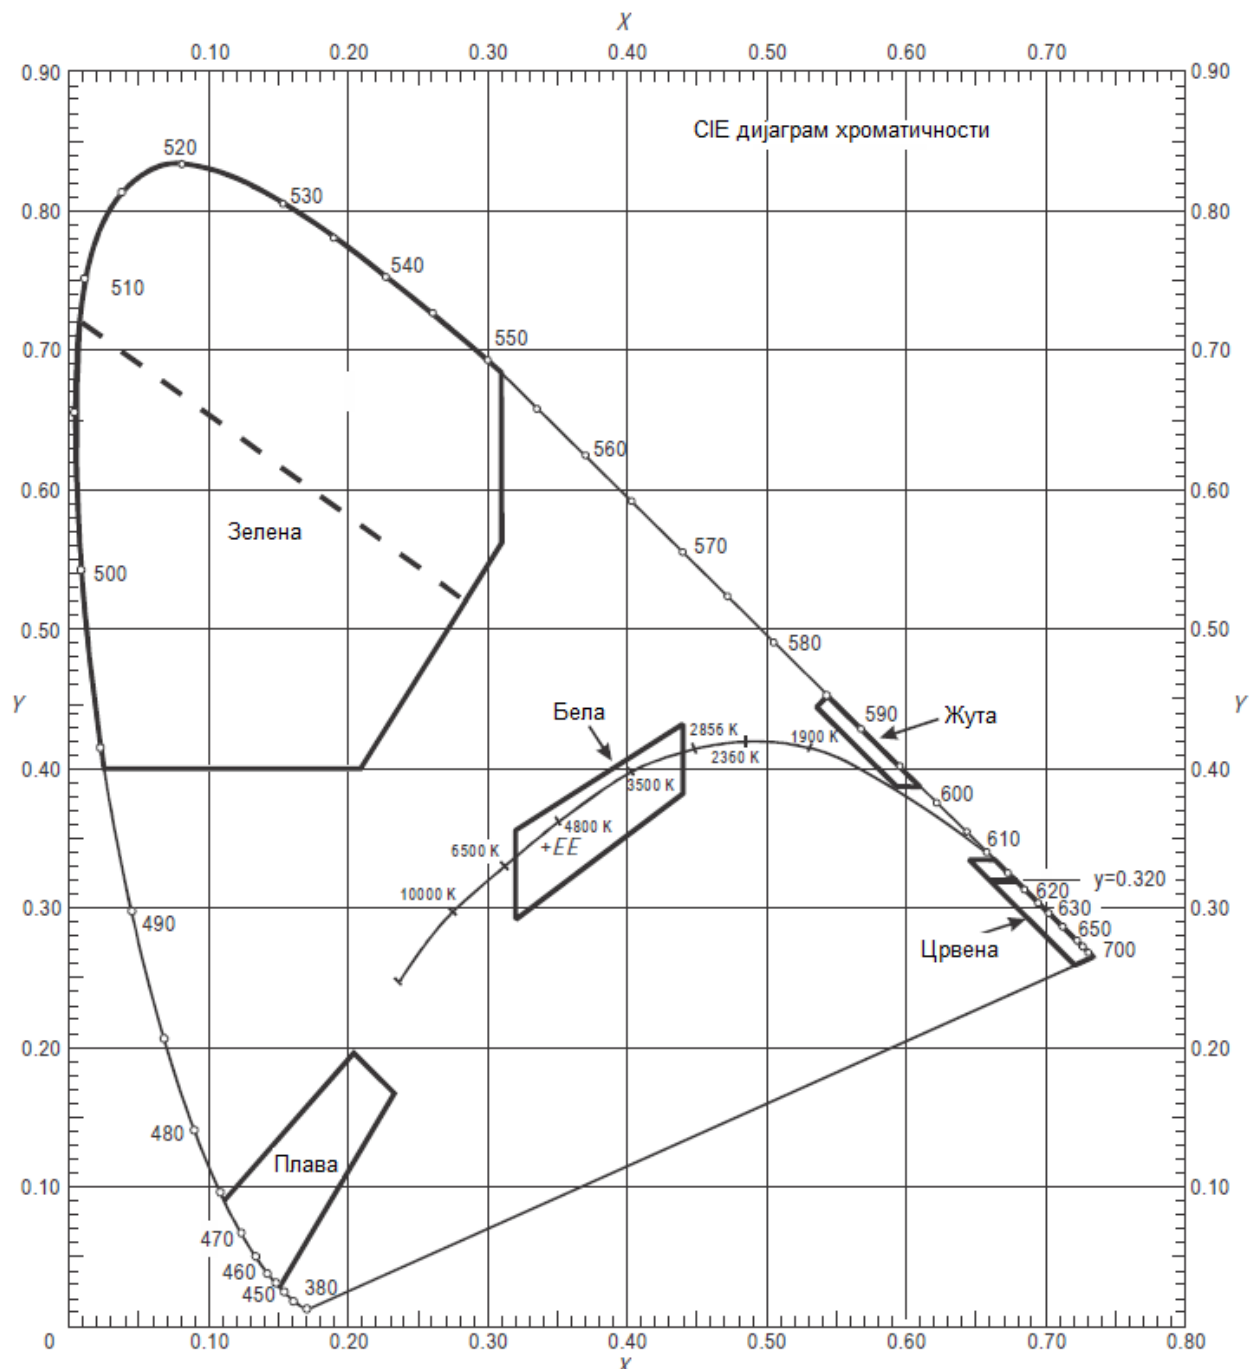 X
0.10 0.20 0.30 0.40 0.50 0.60 0.70
0.90 0.90
CIE дијаграм хроматичности
520
530
0.80 0.80
540
510
550
0.70 0.70
560
0.60 0.60
570
Зелена
500
0.50 0.50
580
Y Y
Бела
590 Жута
2856 K
1900 K
2360 K
0.40 0.40
3500 K
600
4800 K
610
+EE
6500 K
y=0.320
620
10000 K
0.30 0.30
630
490
650
Црвена
700
0.20 0.20
480
Плава
0.10 0.10
470
460
450
380
0 0.10 0.20 0.30 0.40 0.50 0.60 0.70 0.80
X